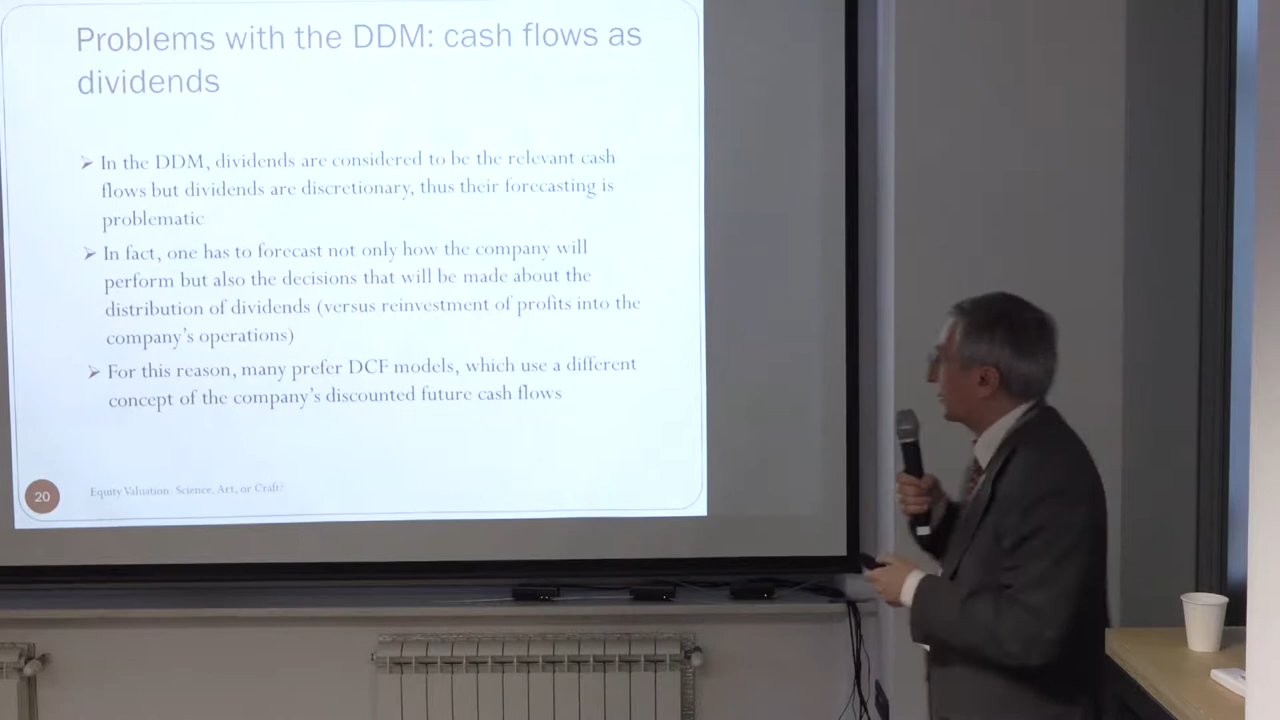 Problems with the DDM: cash flows as
dividends
➢ In the DDM, dividends are considered to be the relevant cash
flows but dividends are discretionary, thus their forecasting is
problematic
➢ In fact, one has to forecast not only how the company will
perform but also the decisions that will be made about the
distribution of dividends (versus reinvestment of profits into the
company's operations)
➢ For this reason, many prefer DCF models, which use a different
concept of the company's discounted future cash flows
20
Equity Valuation Science, Art, or Craft?